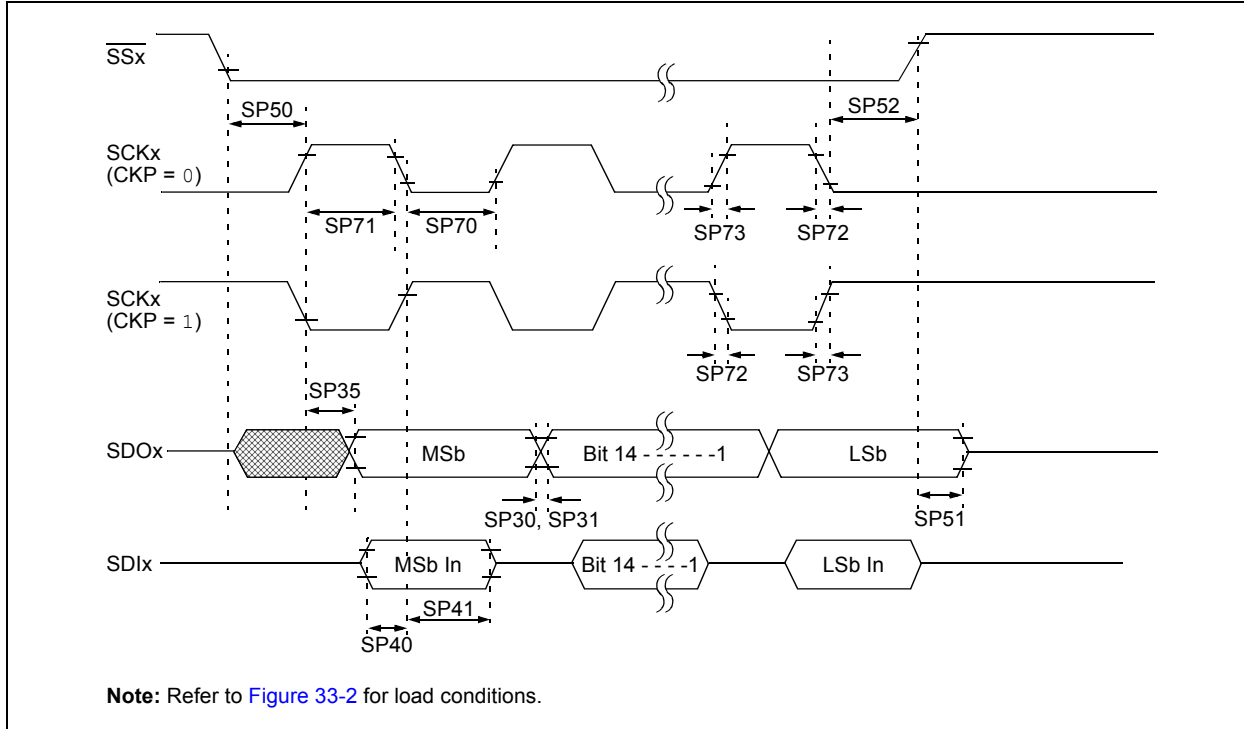 SSx
SP50
SP52
SCKx
(CKP = 0)
SP71
SP70
SP73
SP72
SCKx
(CKP = 1)
SP72
SP73
SP35
SDOx
MSb
Bit 14 - - - - - -1
LSb
SP30, SP31
SP51
SDIx
MSb In
Bit 14 - - - - -1
LSb In
SP41
SP40
Note: Refer to Figure 33-2 for load conditions.